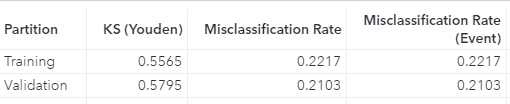 Partition KS (Youden) Misclassification Rate Misclassification Rate (Event)
Training 0.5565 0.2217 0.2217
Validation 0.5795 0.2103 0.2103